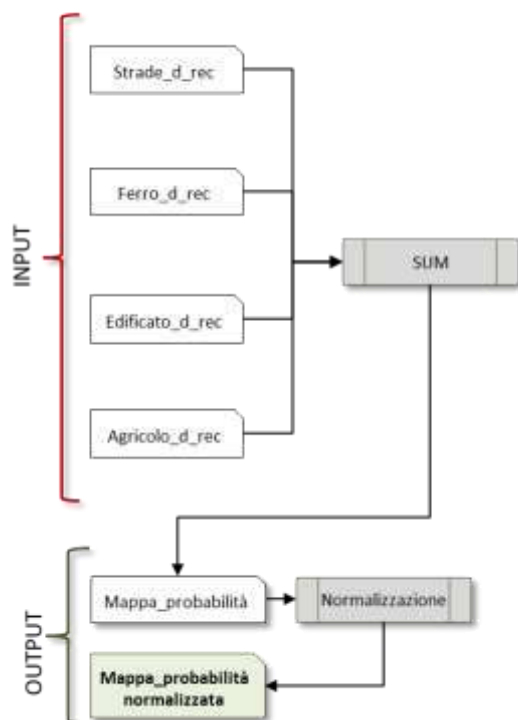 INPUT
Strade_d_rec
Ferro_d_rec
Edificato_d_rec
Agricolo_d_rec
SUM
OUTPUT
Mappa_probabilità
Normalizzazione
Mappa_probabilità
normalizzata